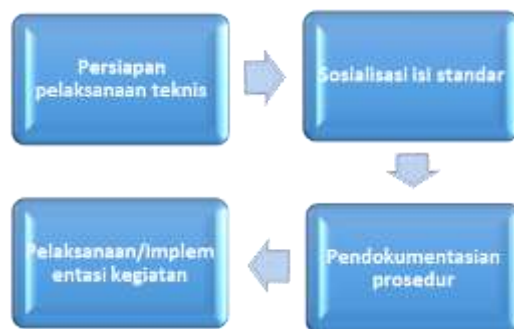 Persiapan
pelaksanaan teknis
Sosialisasi isi standar
Pendokumentasian
prosedur
Pelaksanaan/Implem
entasi kegiatan